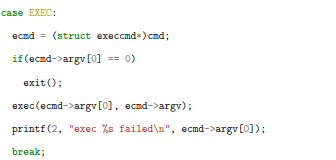 case EXEC:
ecmd = (struct execcmd*)cmd;
if(ecmd->argv[0] == 0)
exit();
exec(ecmd->argv[0], ecmd->argv);
printf(2, "exec %s failed\n", ecmd->argv[0]);
break;